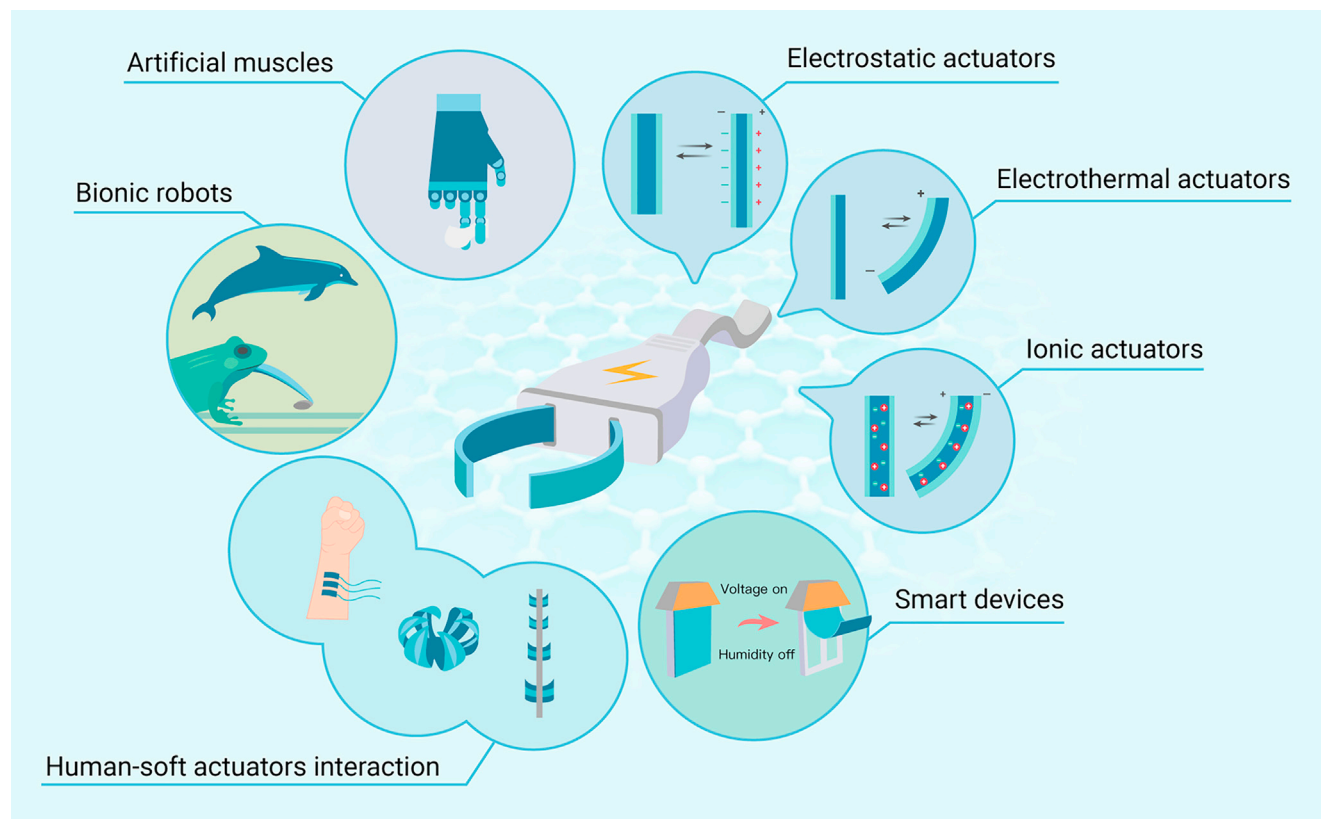 Artificial muscles
Electrostatic actuators
Bionic robots
Electrothermal actuators
Ionic actuators
Smart devices
Voltage on
Humidity off
Human-soft actuators interaction